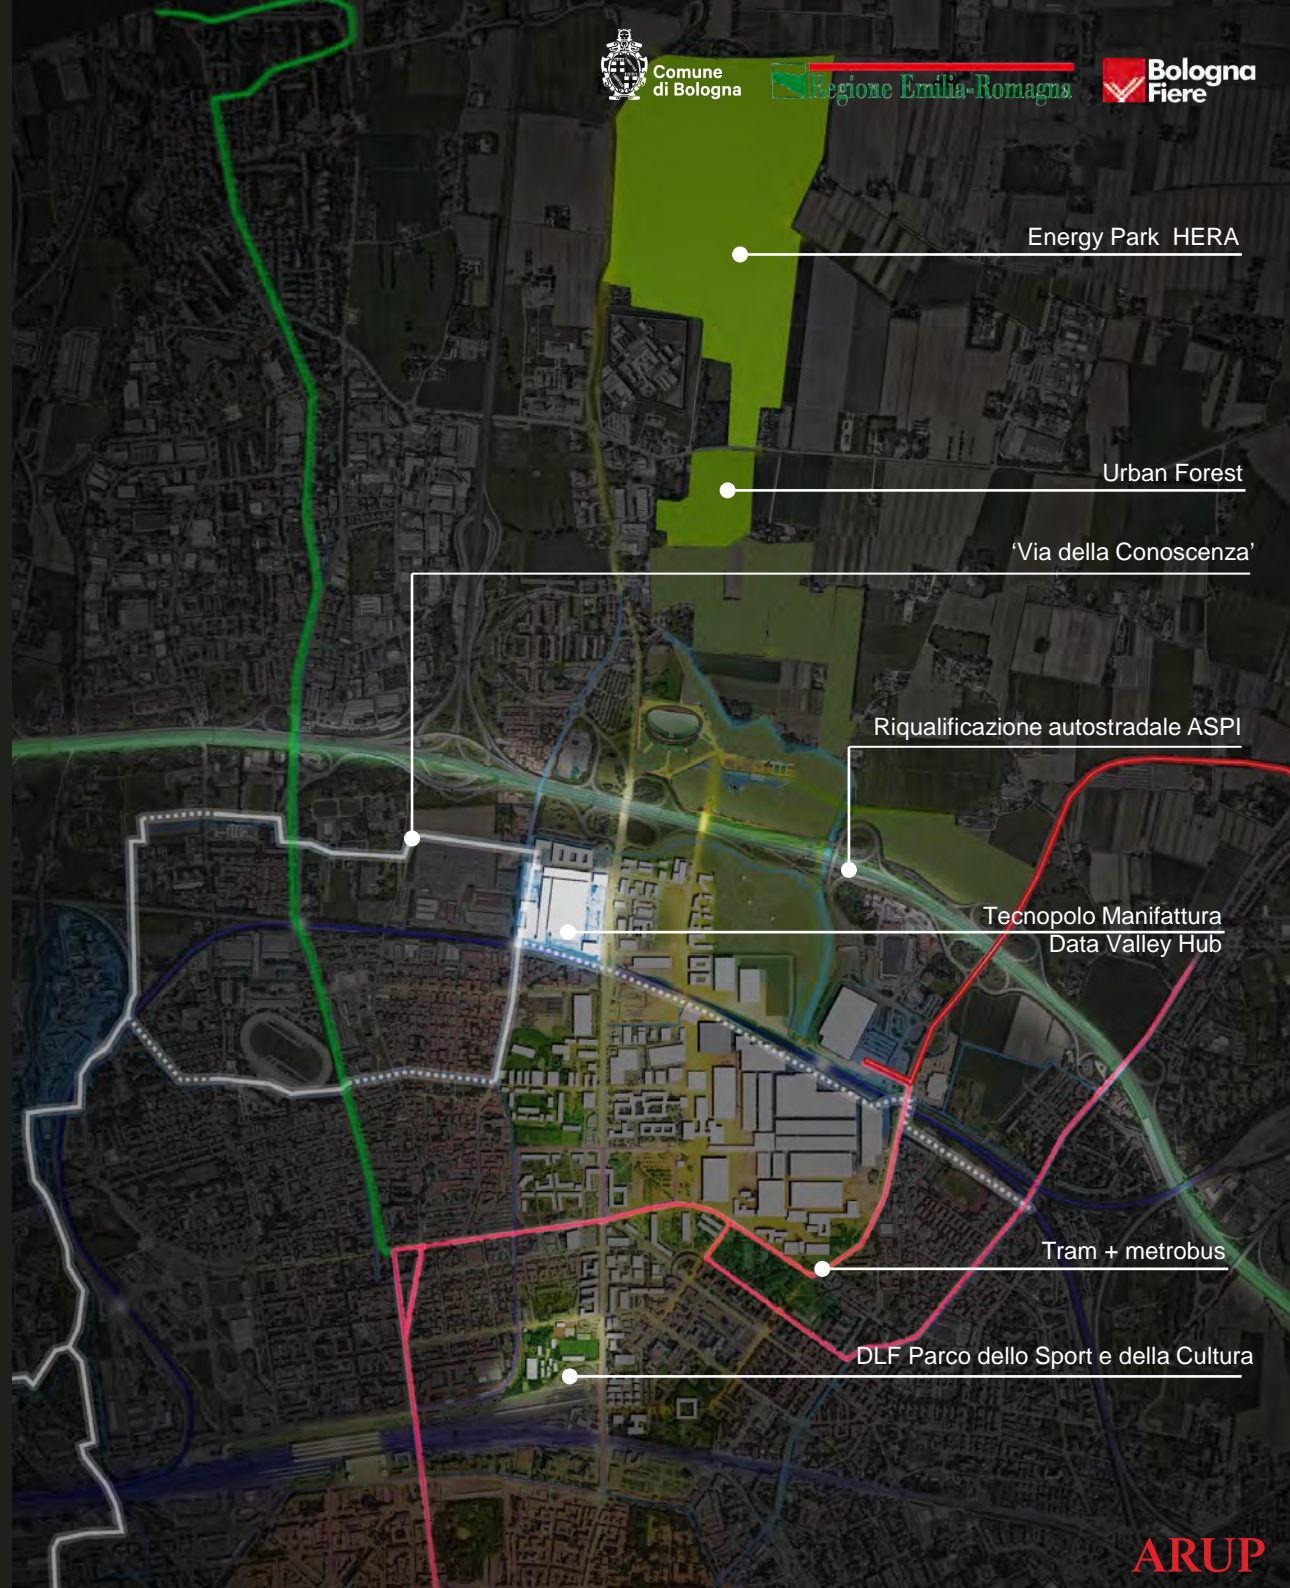 Comune
di Bologna
Regione Emilia-Romagna
Bologna
Fiere
Energy Park HERA
Urban Forest
‘Via della Conoscenza’
Riqualificazione autostradale ASPI
Tecnopolo Manifattura
Data Valley Hub
Tram + metrobus
DLF Parco dello Sport e della Cultura
ARUP